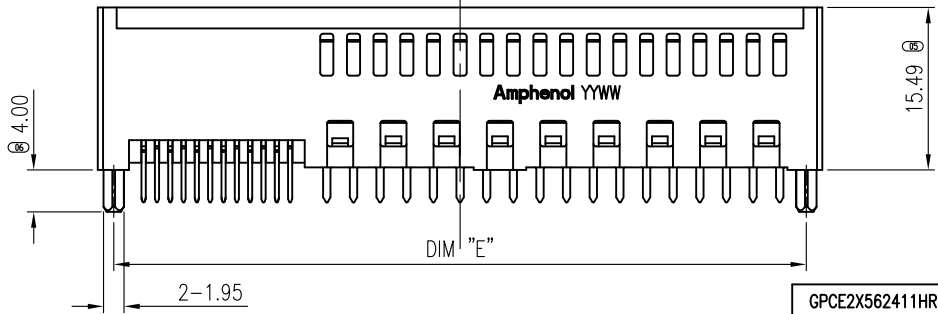 Amphenol YYWW
15.49 05
06 4.00
DIM "E"
2-1.95
GPCE2X562411HR